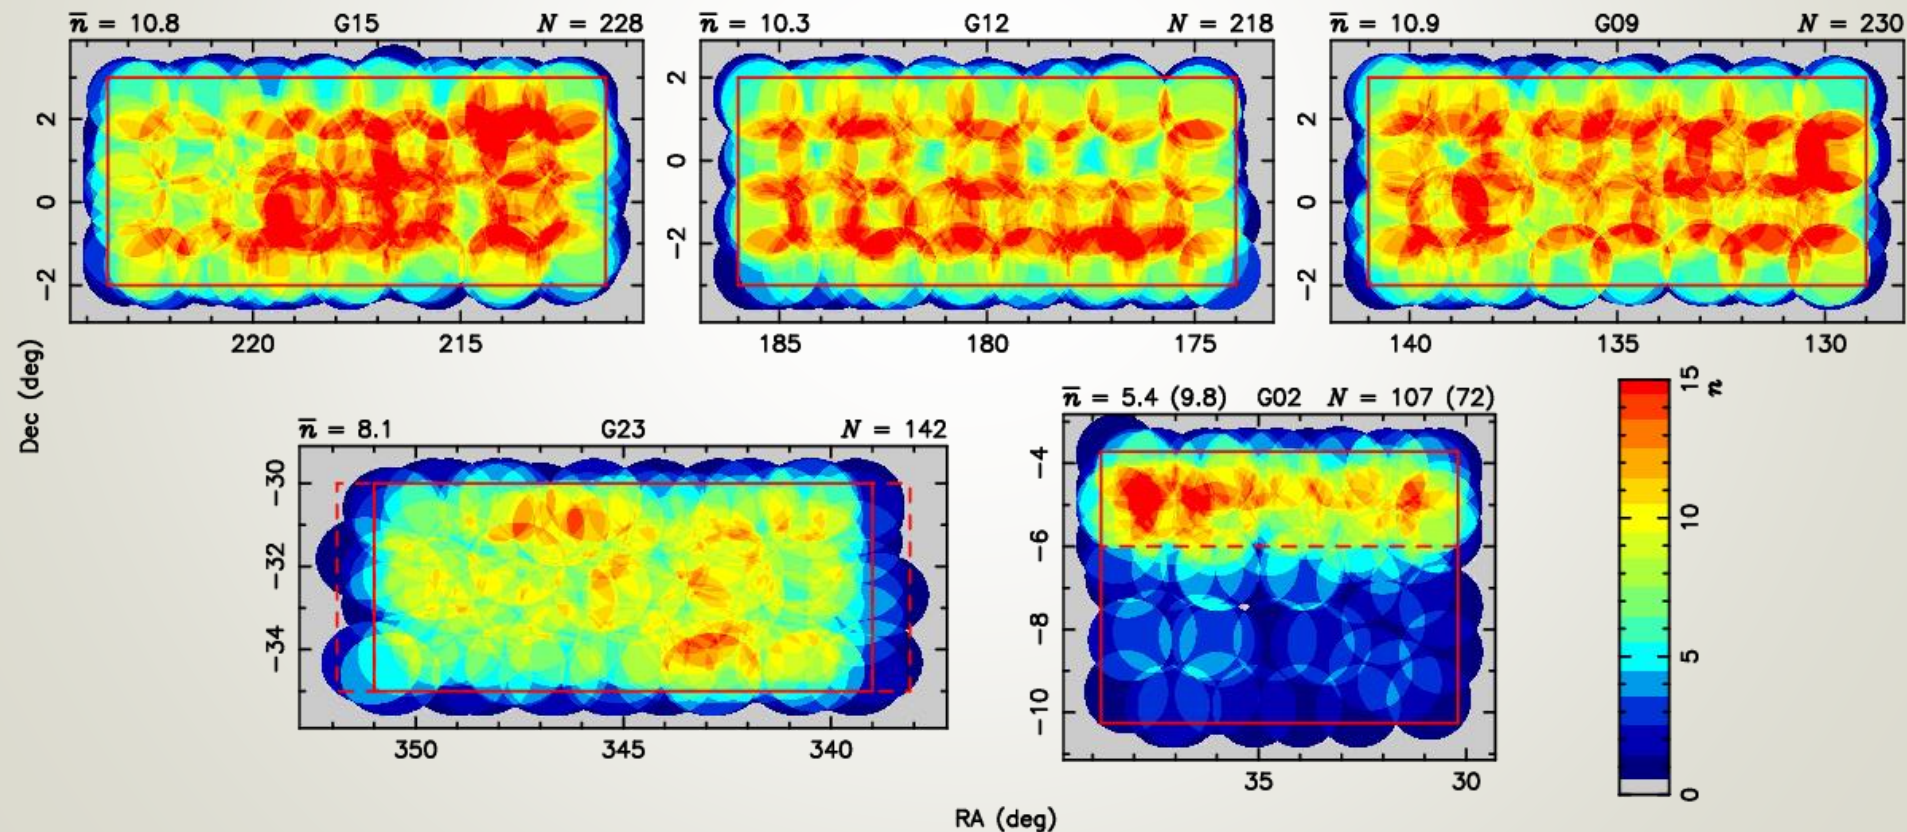 n̅ = 10.8 G15 N = 228
n̅ = 10.3 G12 N = 218
n̅ = 10.9 G09 N = 230
2
0
−2
2
0
−2
2
0
−2
220 215
185 180 175
140 135 130
Dec (deg)
n̅ = 8.1 G23 N = 142
n̅ = 5.4 (9.8) G02 N = 107 (72)
−30
−32
−34
−4
−6
−8
−10
350 345 340
35 30
15 n
10
5
0
RA (deg)